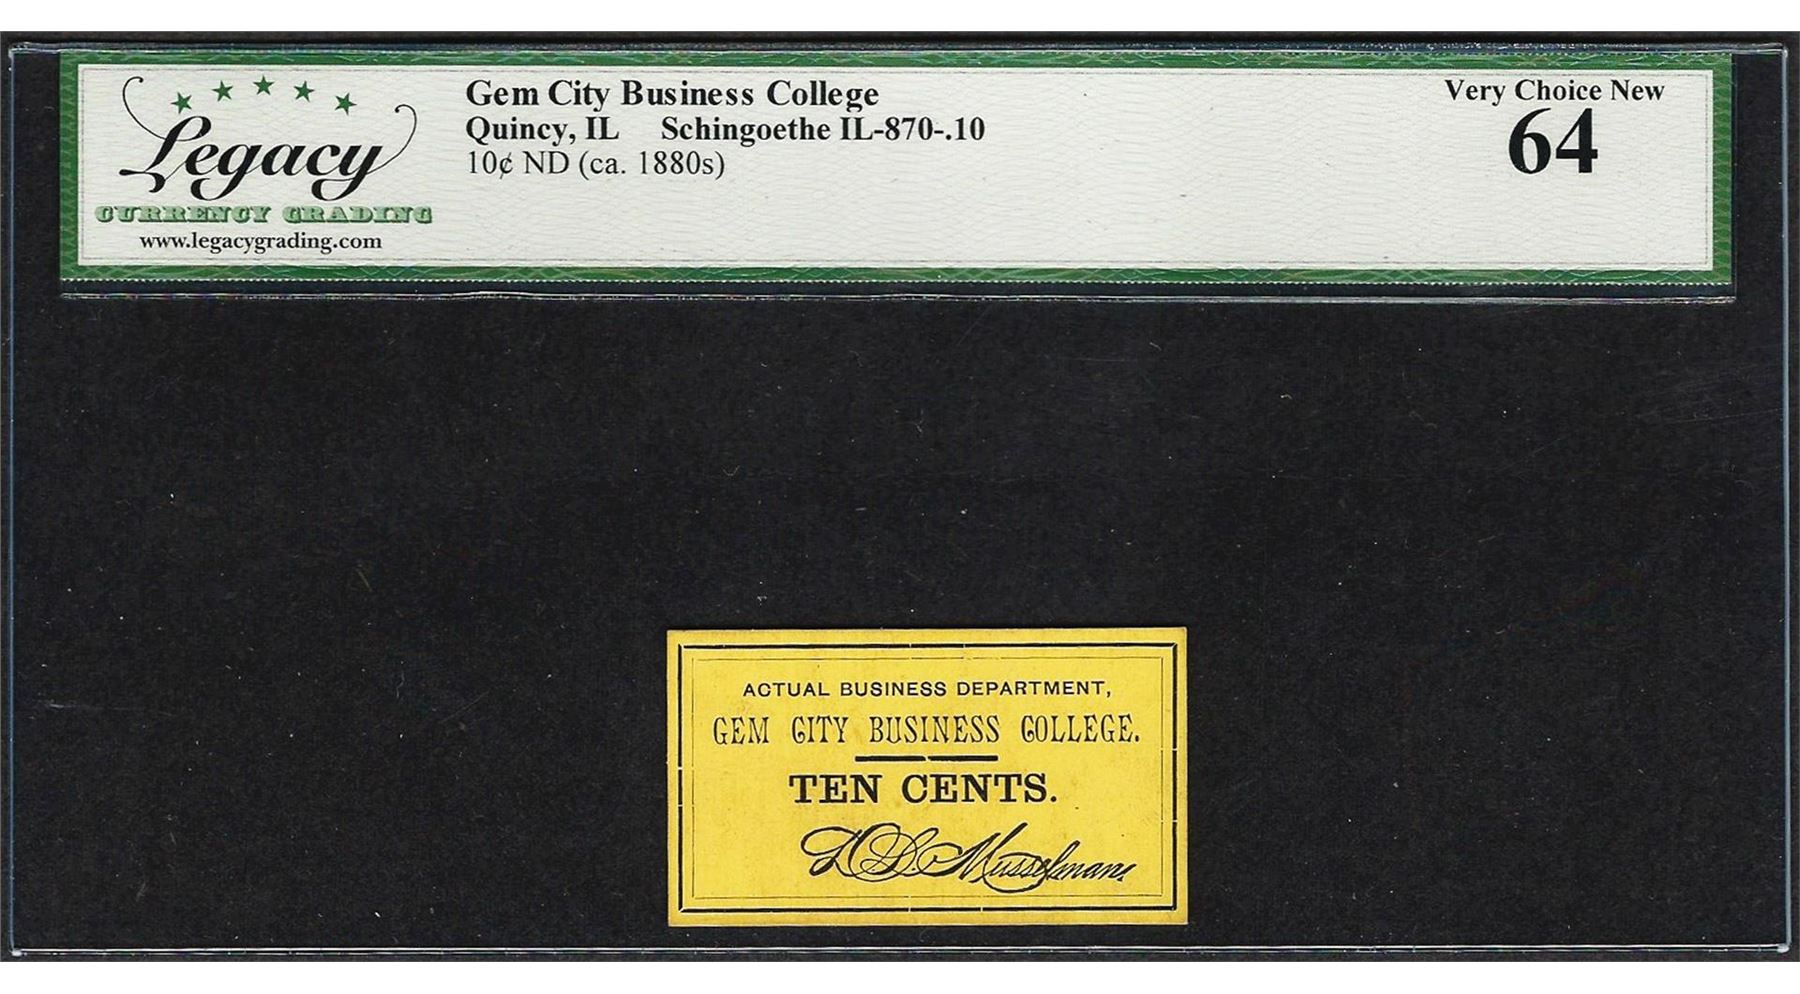 Legacy
CURRENCY GRADING
www.legacygrading.com
Gem City Business College
Quincy, IL Schingoethe IL-870-.10
10¢ ND (ca. 1880s)
Very Choice New
64
ACTUAL BUSINESS DEPARTMENT,
GEM CITY BUSINESS COLLEGE.
TEN CENTS.
D L Musselman